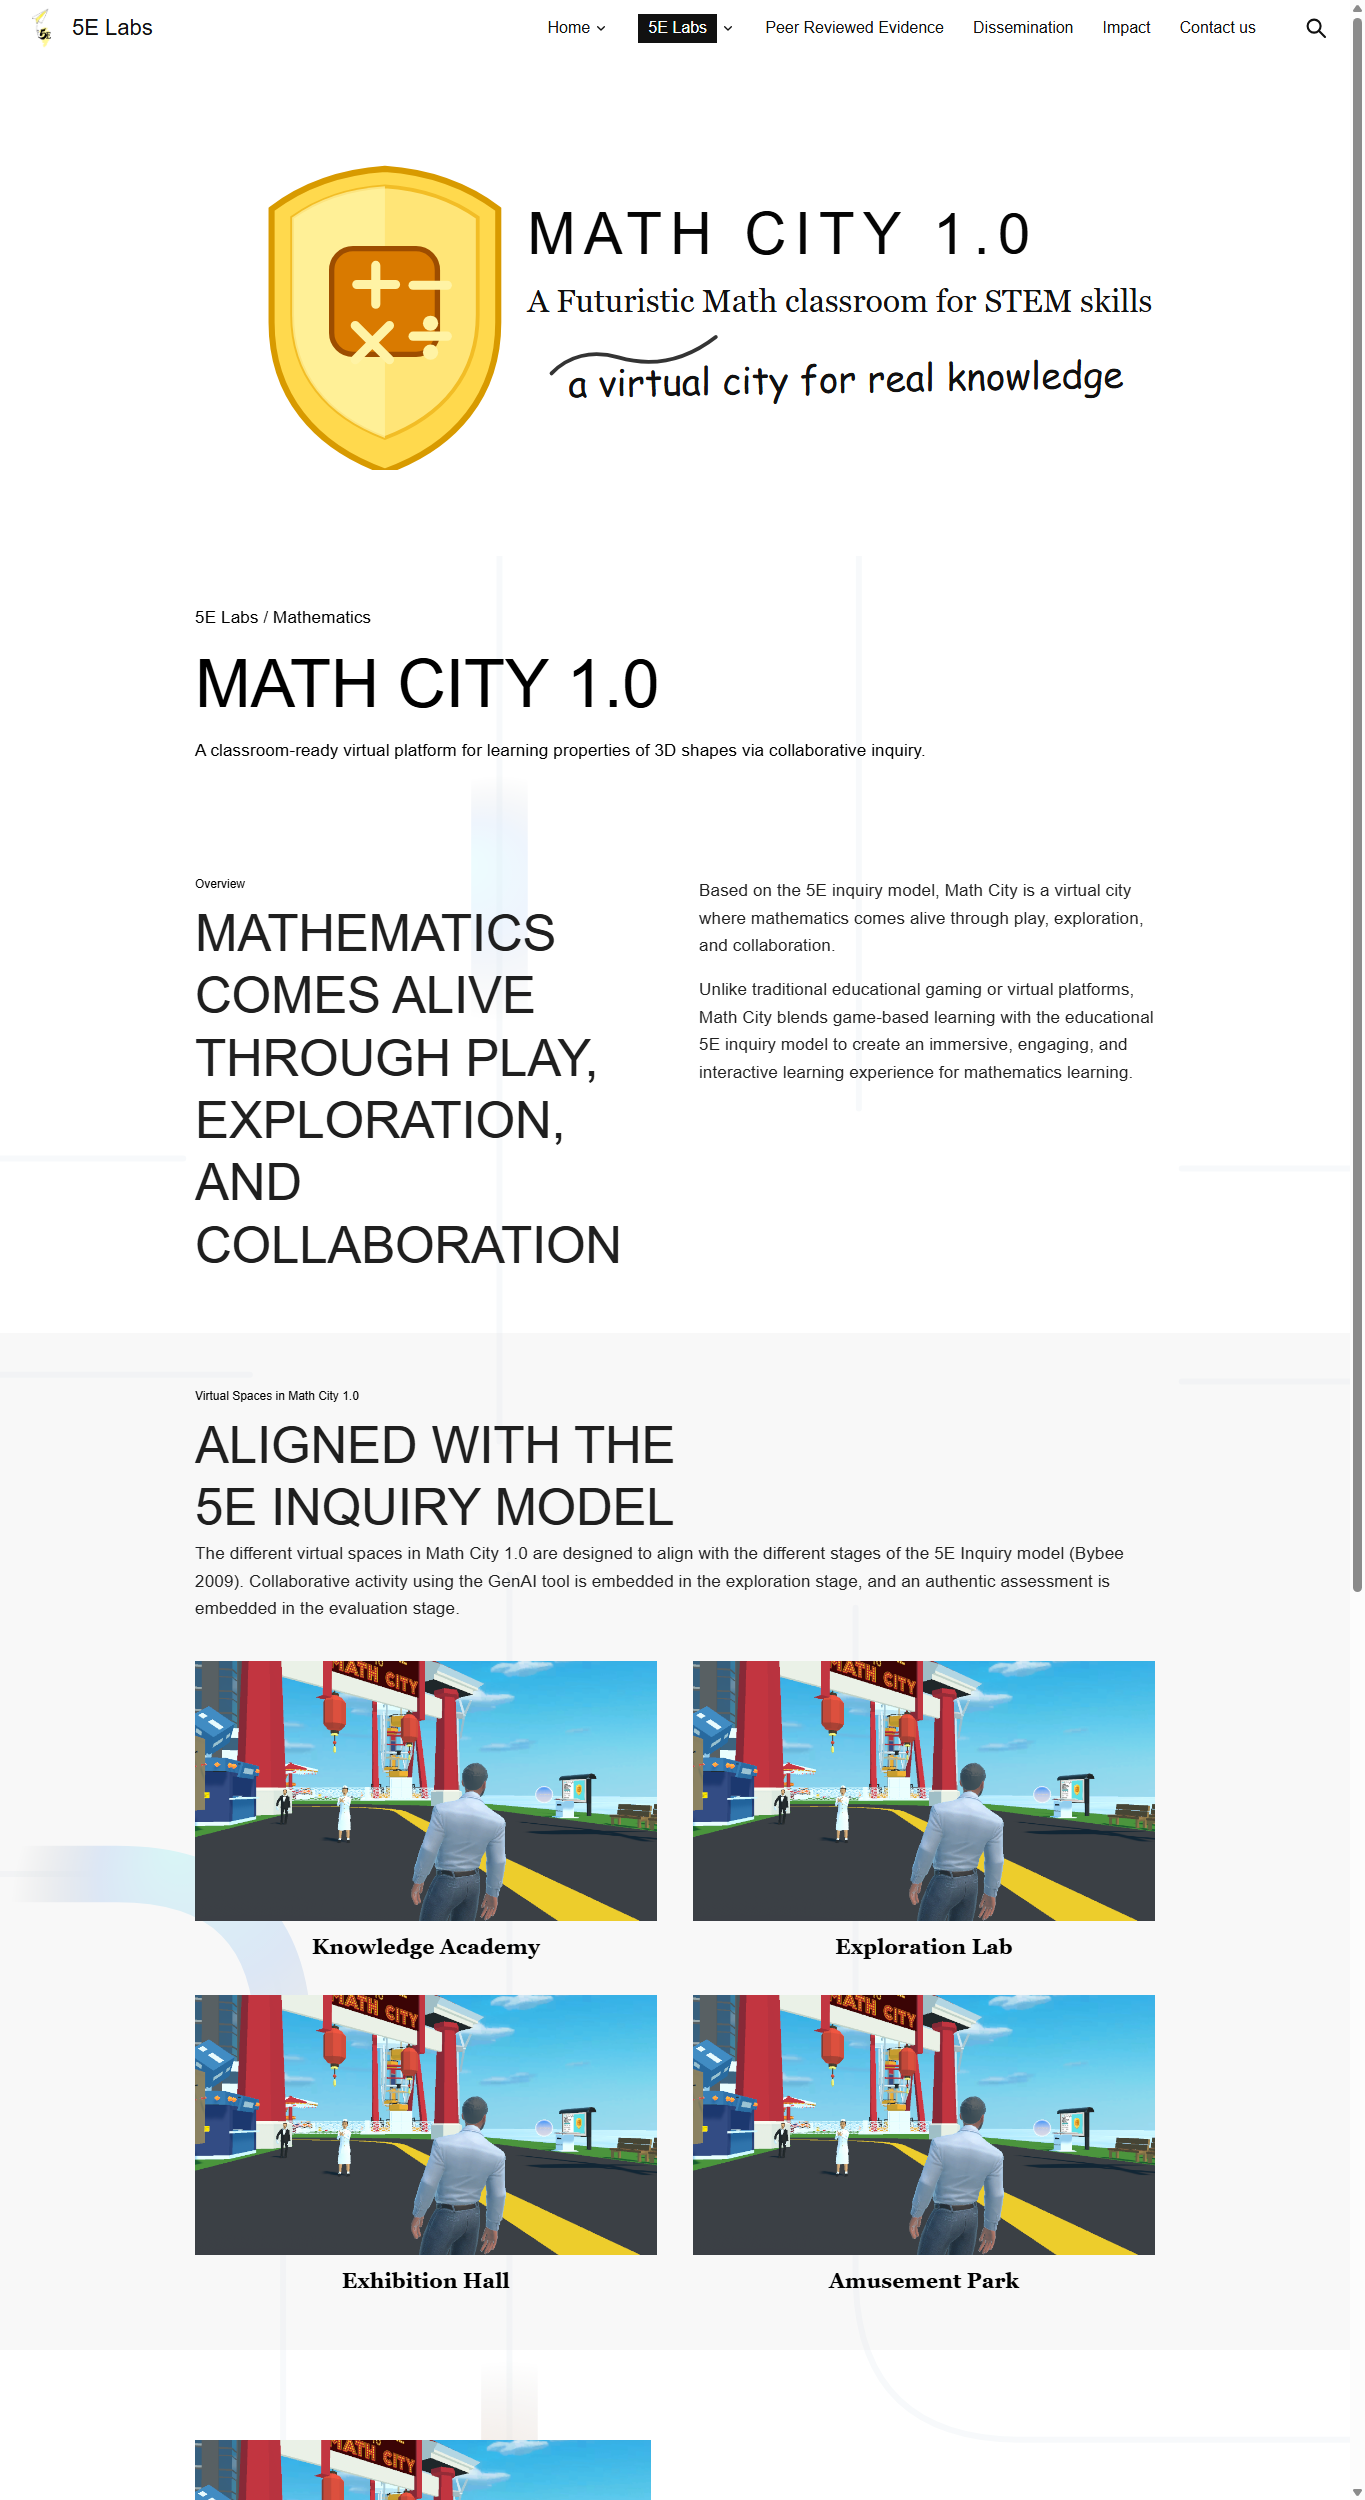 5E Labs
Home
5E Labs
Peer Reviewed Evidence
Dissemination
Impact
Contact us
MATH CITY 1.0
A Futuristic Math classroom for STEM skills
a virtual city for real knowledge
5E Labs / Mathematics
MATH CITY 1.0
A classroom-ready virtual platform for learning properties of 3D shapes via collaborative inquiry.
Overview
MATHEMATICS
COMES ALIVE
THROUGH PLAY,
EXPLORATION,
AND
COLLABORATION
Based on the 5E inquiry model, Math City is a virtual city
where mathematics comes alive through play, exploration,
and collaboration.
Unlike traditional educational gaming or virtual platforms,
Math City blends game-based learning with the educational
5E inquiry model to create an immersive, engaging, and
interactive learning experience for mathematics learning.
Virtual Spaces in Math City 1.0
ALIGNED WITH THE
5E INQUIRY MODEL
The different virtual spaces in Math City 1.0 are designed to align with the different stages of the 5E Inquiry model (Bybee
2009). Collaborative activity using the GenAI tool is embedded in the exploration stage, and an authentic assessment is
embedded in the evaluation stage.
MATH CITY
MATH CITY
Knowledge Academy
Exploration Lab
MATH CITY
MATH CITY
Exhibition Hall
Amusement Park
MATH CITY